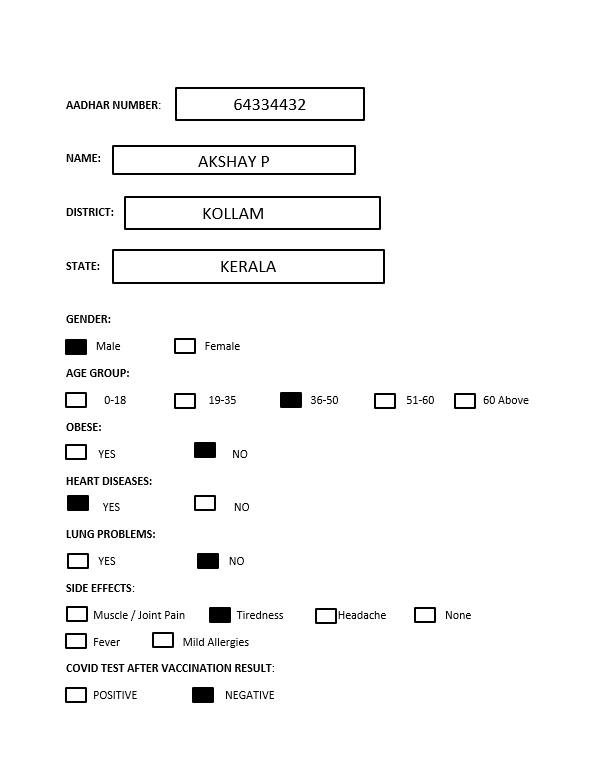 AADHAR NUMBER: 64334432
NAME: AKSHAY P
DISTRICT: KOLLAM
STATE: KERALA
GENDER:
Male Female
AGE GROUP:
0-18 19-35 36-50 51-60 60 Above
OBESE:
YES NO
HEART DISEASES:
YES NO
LUNG PROBLEMS:
YES NO
SIDE EFFECTS:
Muscle / Joint Pain Tiredness Headache None
Fever Mild Allergies
COVID TEST AFTER VACCINATION RESULT:
POSITIVE NEGATIVE